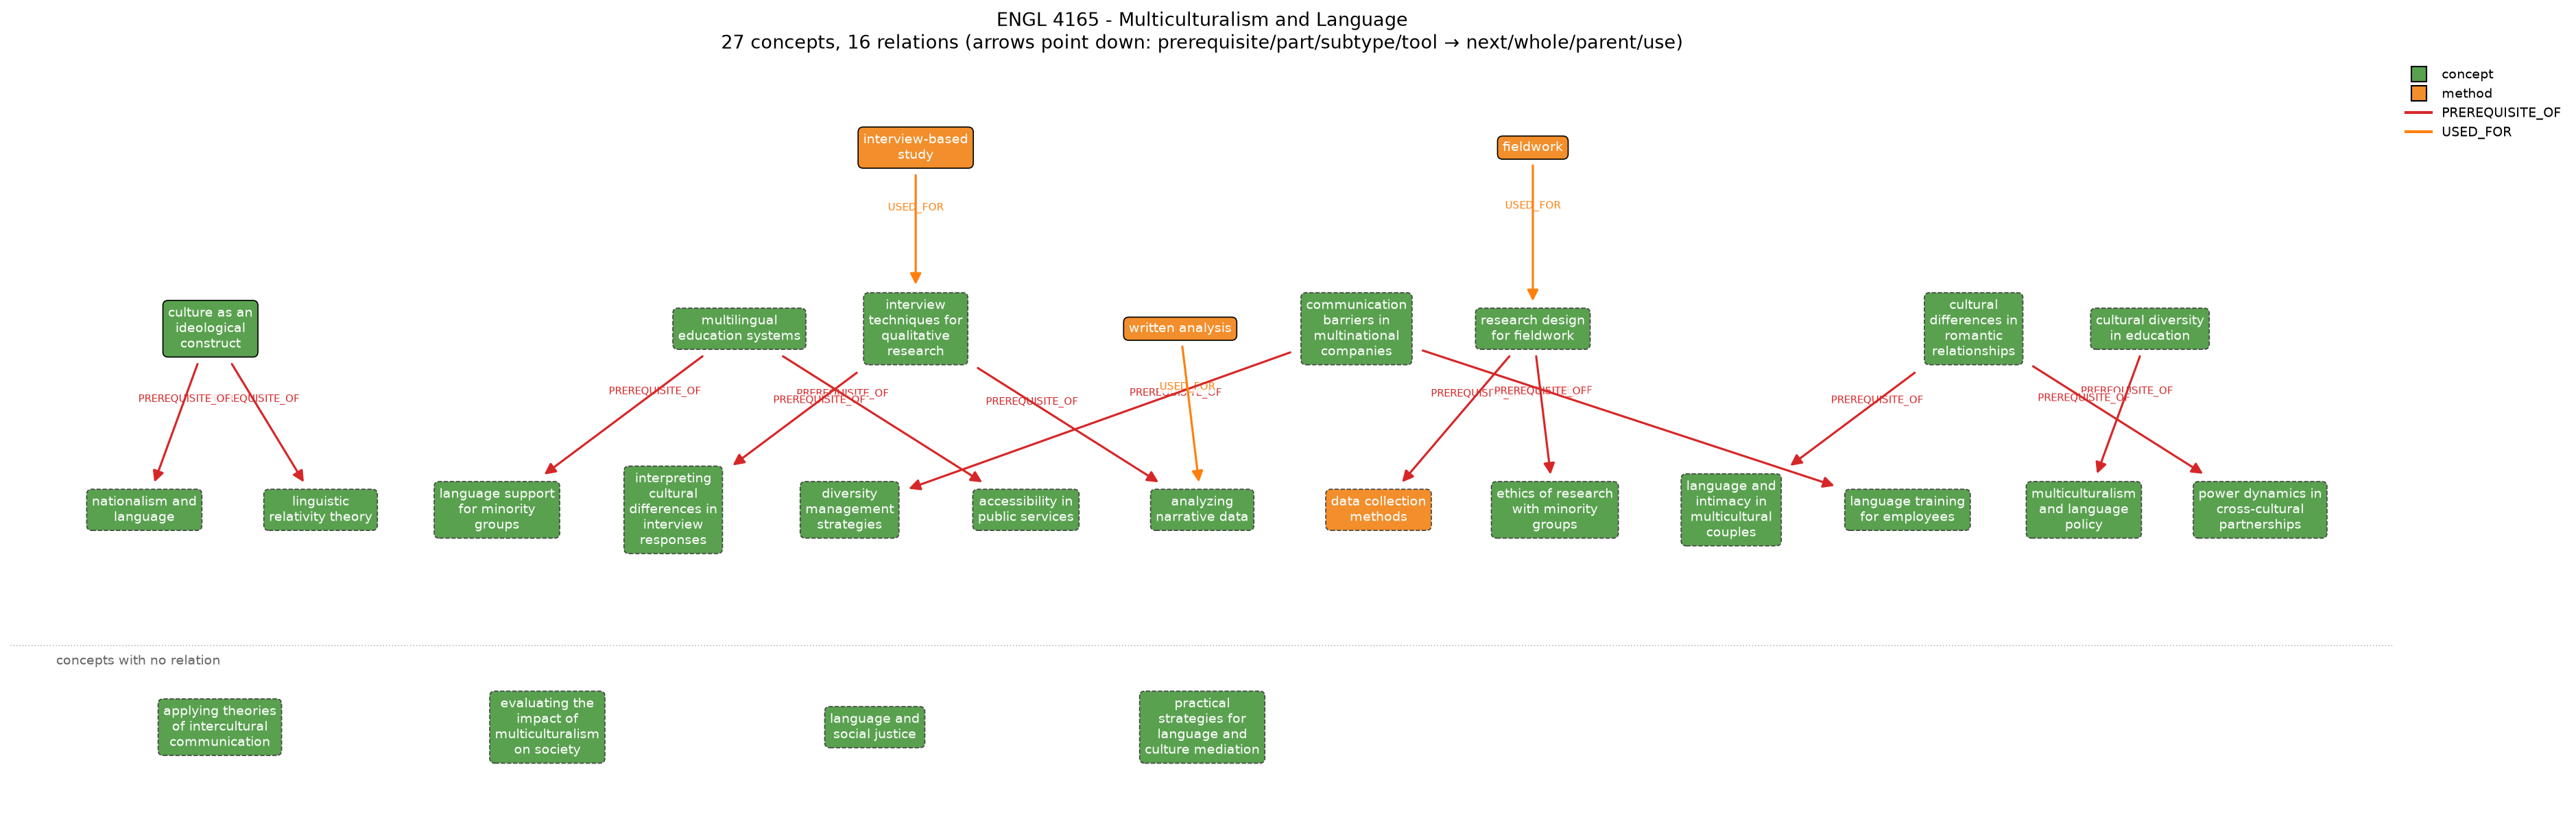 ENGL 4165 - Multiculturalism and Language
27 concepts, 16 relations (arrows point down: prerequisite/part/subtype/tool → next/whole/parent/use)
concept
method
PREREQUISITE_OF
USED_FOR
interview-based
study
fieldwork
USED_FOR
USED_FOR
culture as an
ideological
construct
multilingual
education systems
interview
techniques for
qualitative
research
written analysis
communication
barriers in
multinational
companies
research design
for fieldwork
cultural
differences in
romantic
relationships
cultural diversity
in education
PREREQUISITE_OF
PREREQUISITE_OF
PREREQUISITE_OF
PREREQUISITE_OF
PREREQUISITE_OF
USED_FOR
PREREQUISITE_OF
PREREQUISITE_OF
PREREQUISITE_OF
PREREQUISITE_OF
nationalism and
language
linguistic
relativity theory
language support
for minority
groups
interpreting
cultural
differences in
interview
responses
diversity
management
strategies
accessibility in
public services
analyzing
narrative data
data collection
methods
ethics of research
with minority
groups
language and
intimacy in
multicultural
couples
language training
for employees
multiculturalism
and language
policy
power dynamics in
cross-cultural
partnerships
concepts with no relation
applying theories
of intercultural
communication
evaluating the
impact of
multiculturalism
on society
language and
social justice
practical
strategies for
language and
culture mediation